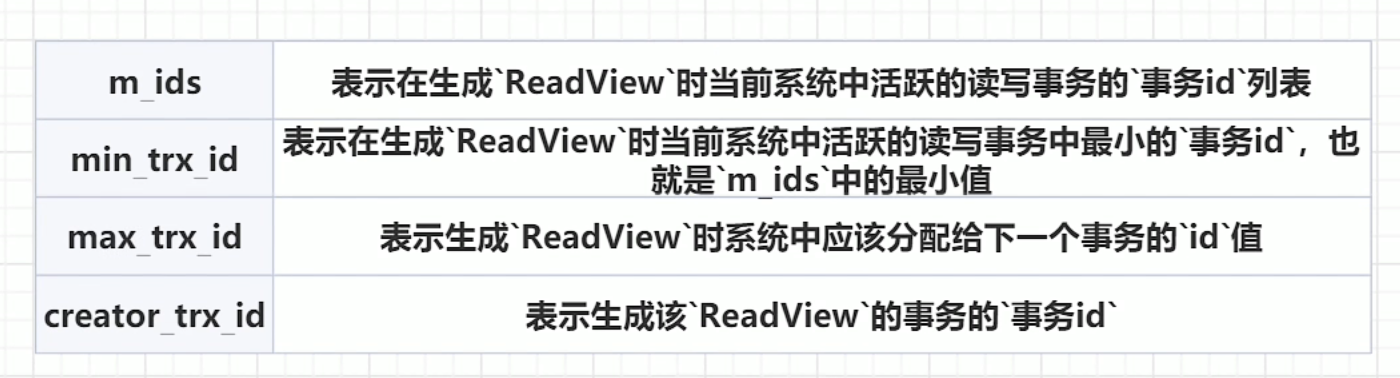 m_ids
表示在生成`ReadView`时当前系统中活跃的读写事务的`事务id`列表
min_trx_id
表示在生成`ReadView`时当前系统中活跃的读写事务中最小的`事务id`，也
就是`m_ids`中的最小值
max_trx_id
表示生成`ReadView`时系统中应该分配给下一个事务的`id`值
creator_trx_id
表示生成该`ReadView`的事务的`事务id`